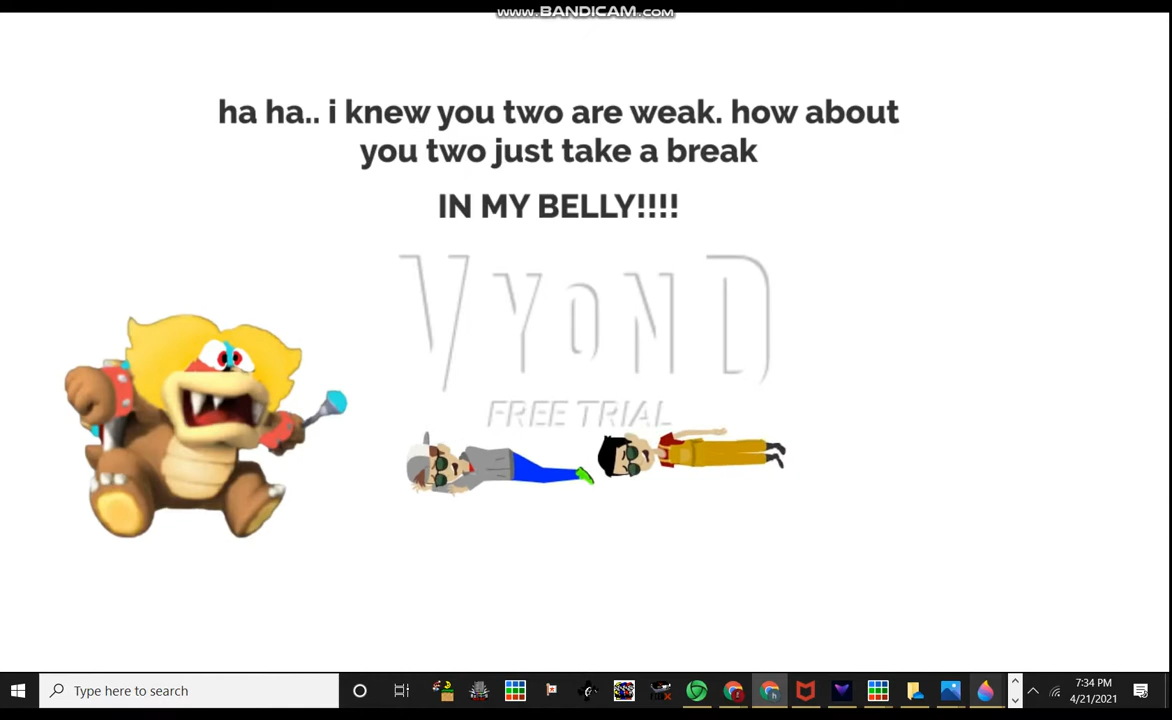 www.BANDICAM.com
ha ha.. i knew you two are weak. how about
you two just take a break
IN MY BELLY!!!!
VYOND
FREE TRIAL
Type here to search
7:34 PM
4/21/2021